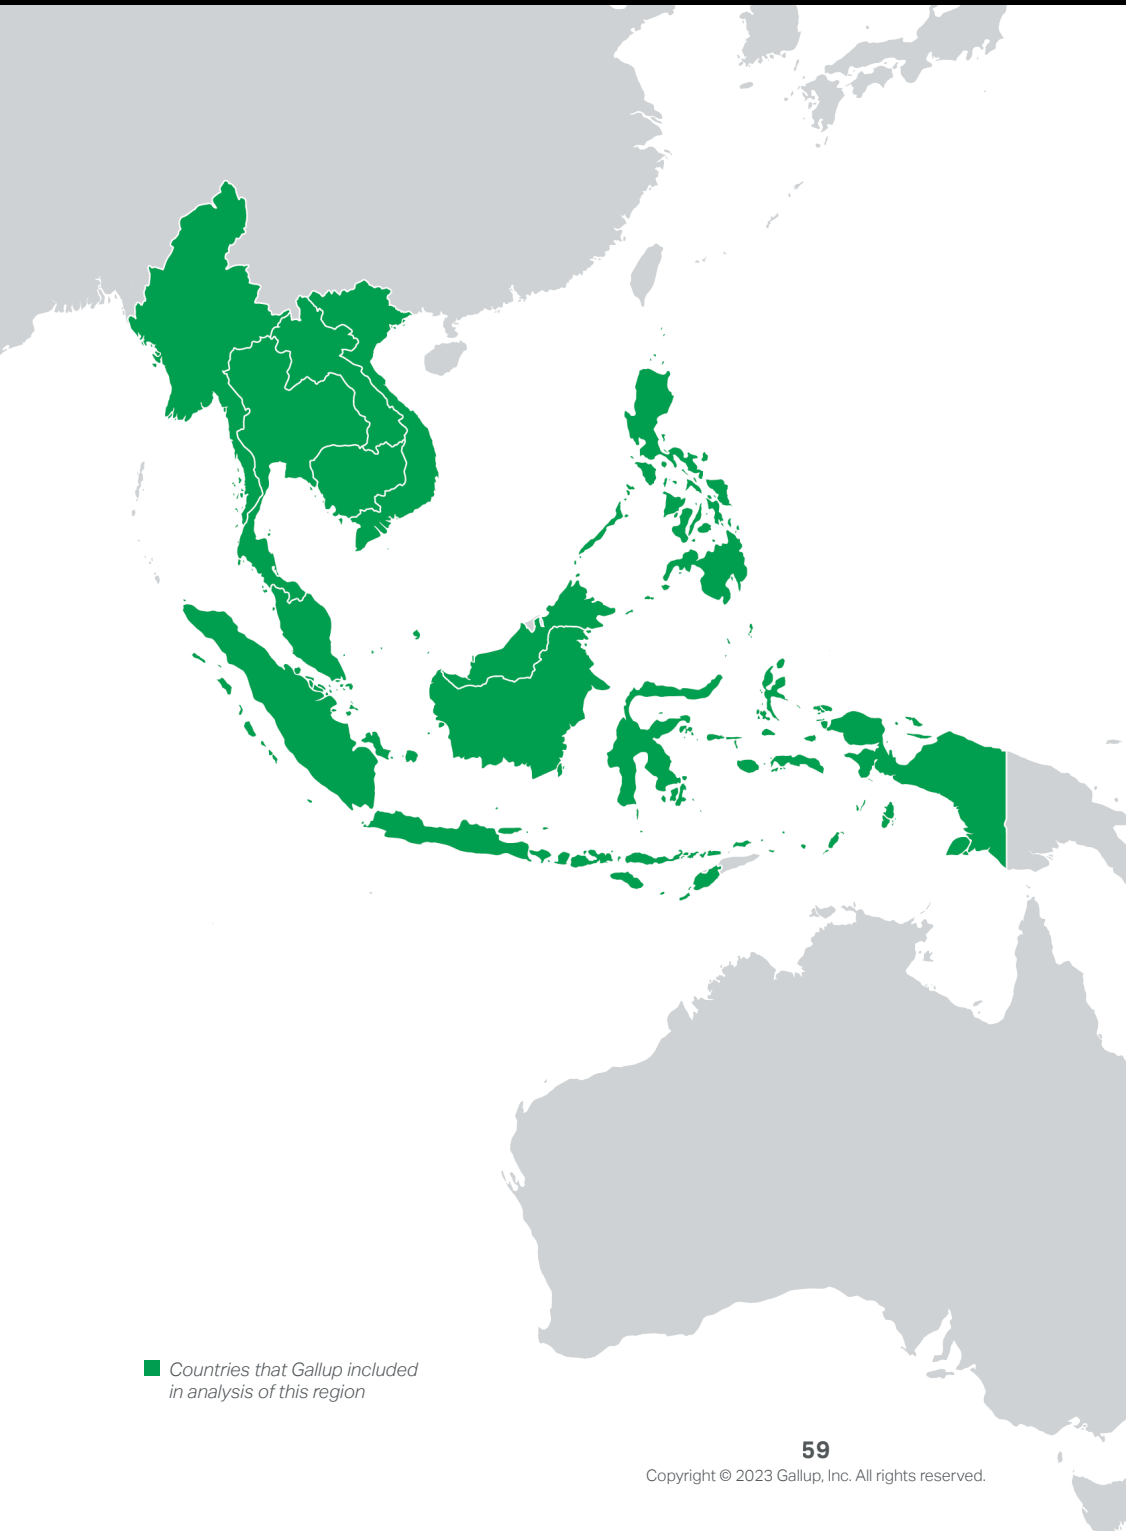 Countries that Gallup included
in analysis of this region
59
Copyright © 2023 Gallup, Inc. All rights reserved.